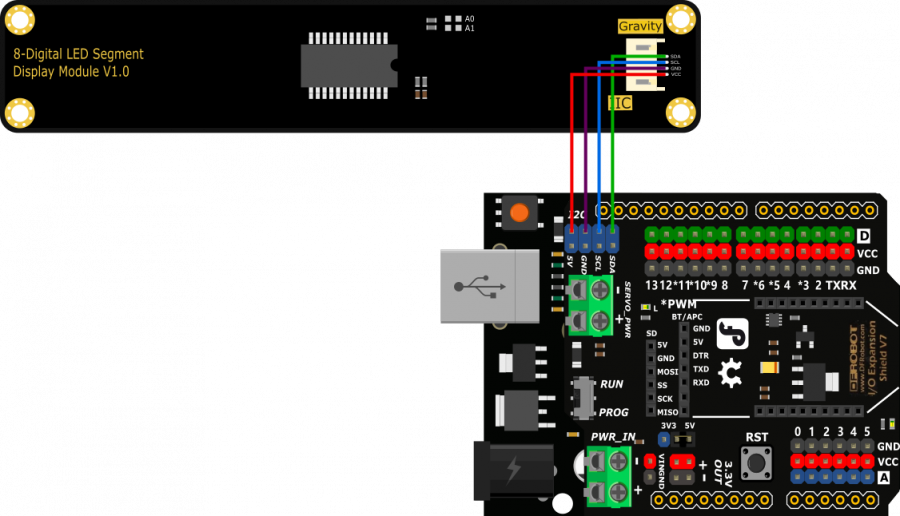 8-Digital LED Segment
Display Module V1.0
A0
A1
Gravity
SDA
SCL
GND
VCC
IIC
I2C
5V
GND
SCL
SDA
SERVO_PWR
-
+
D
VCC
GND
13 12 *11 *10 *9 8
7 *6 *5 4
*3 2 TXRX
*PWM
L
BT/APC
SD
5V
GND
MOSI
SS
SCK
MISO
GND
5V
DTR
TXD
RXD
DFROBOT
www.DFRobot.com
I/O Expansion
Shield V7
RUN
PROG
PWR_IN
-
+
3V3
5V
VIN
GND
+
-
3.3V
OUT
RST
0 1 2 3 4 5
GND
VCC
A